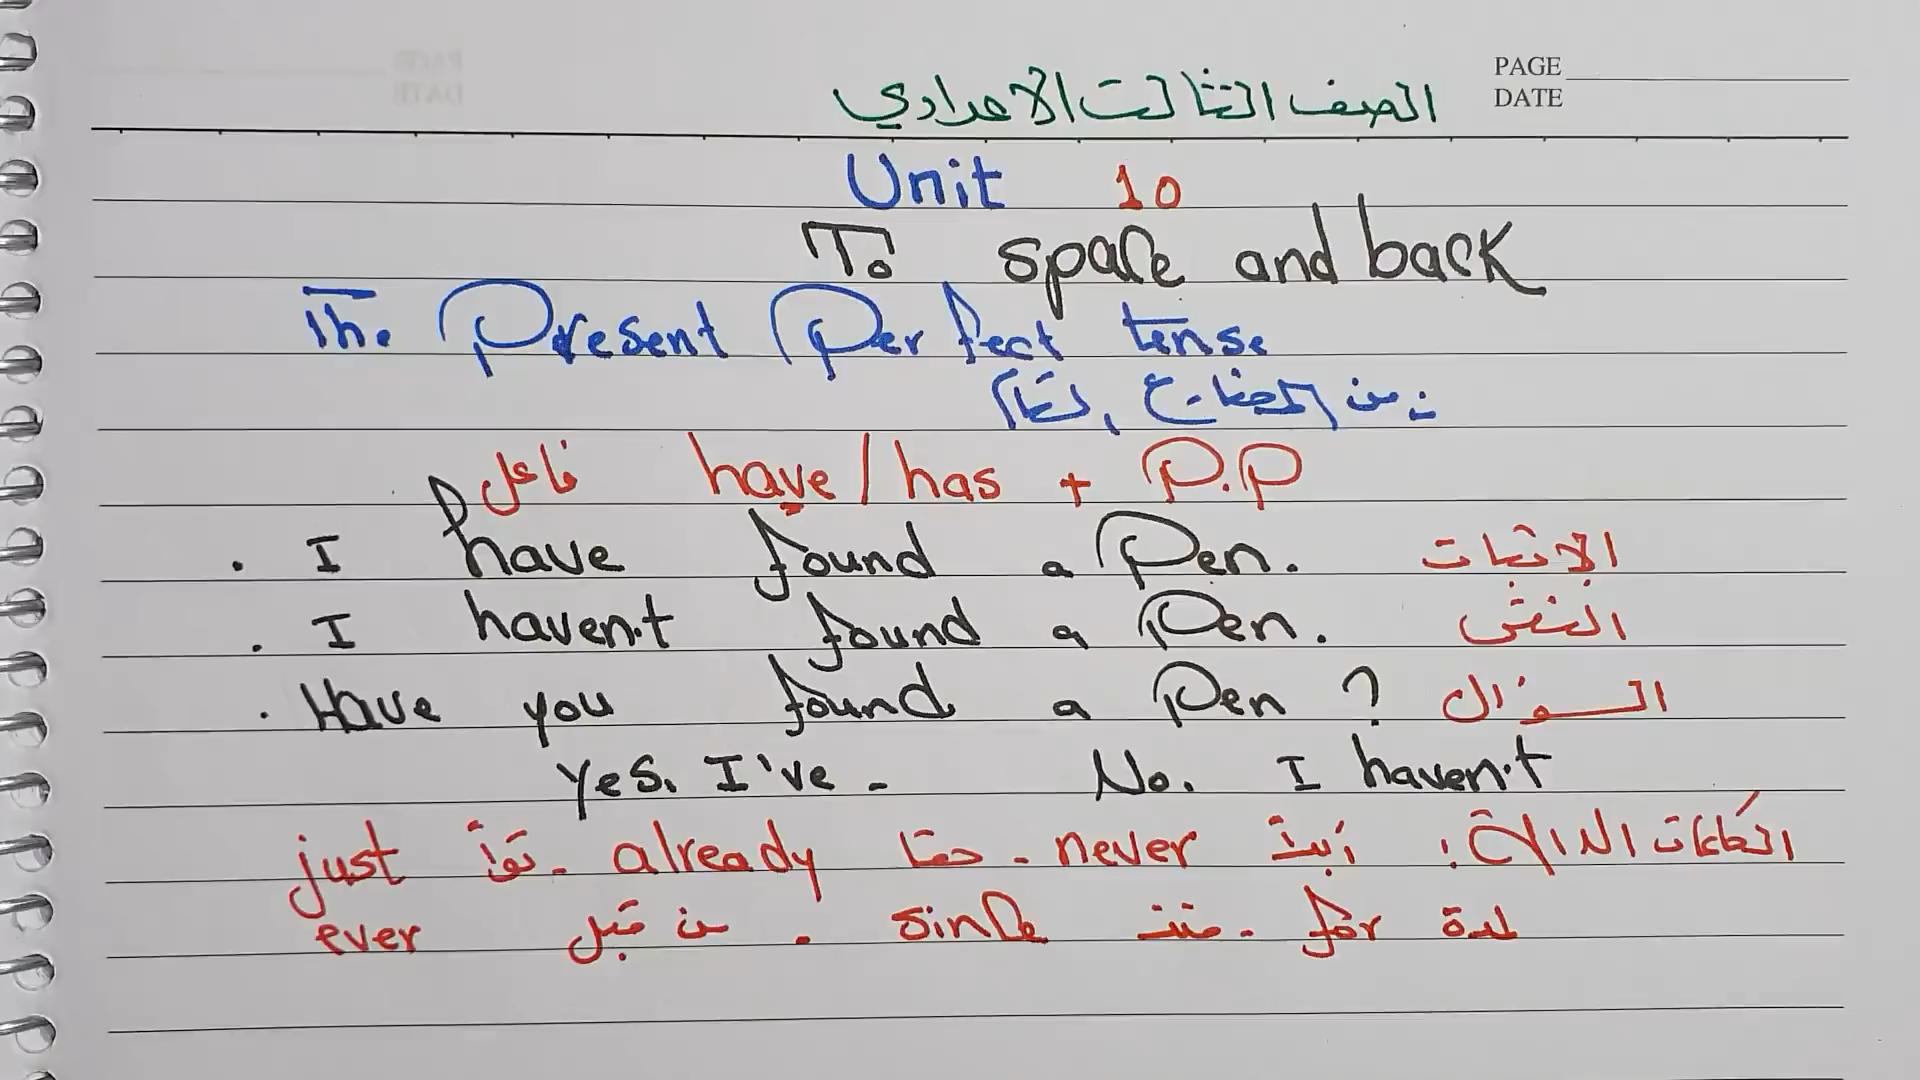 PAGE
DATE
الصف الثالث الاعدادي
Unit 10
To space and back
The Present Perfect tense
زمن المضارع التام
فاعل have / has + P.P
. I have found a Pen. الاثبات
. I haven't found a Pen. النفى
. Have you found a Pen ? السؤال
yes, I've - No. I haven't
الكلمات الدالة: just توا - already حقا - never أبدا
ever من قبل . since منذ - for لمدة